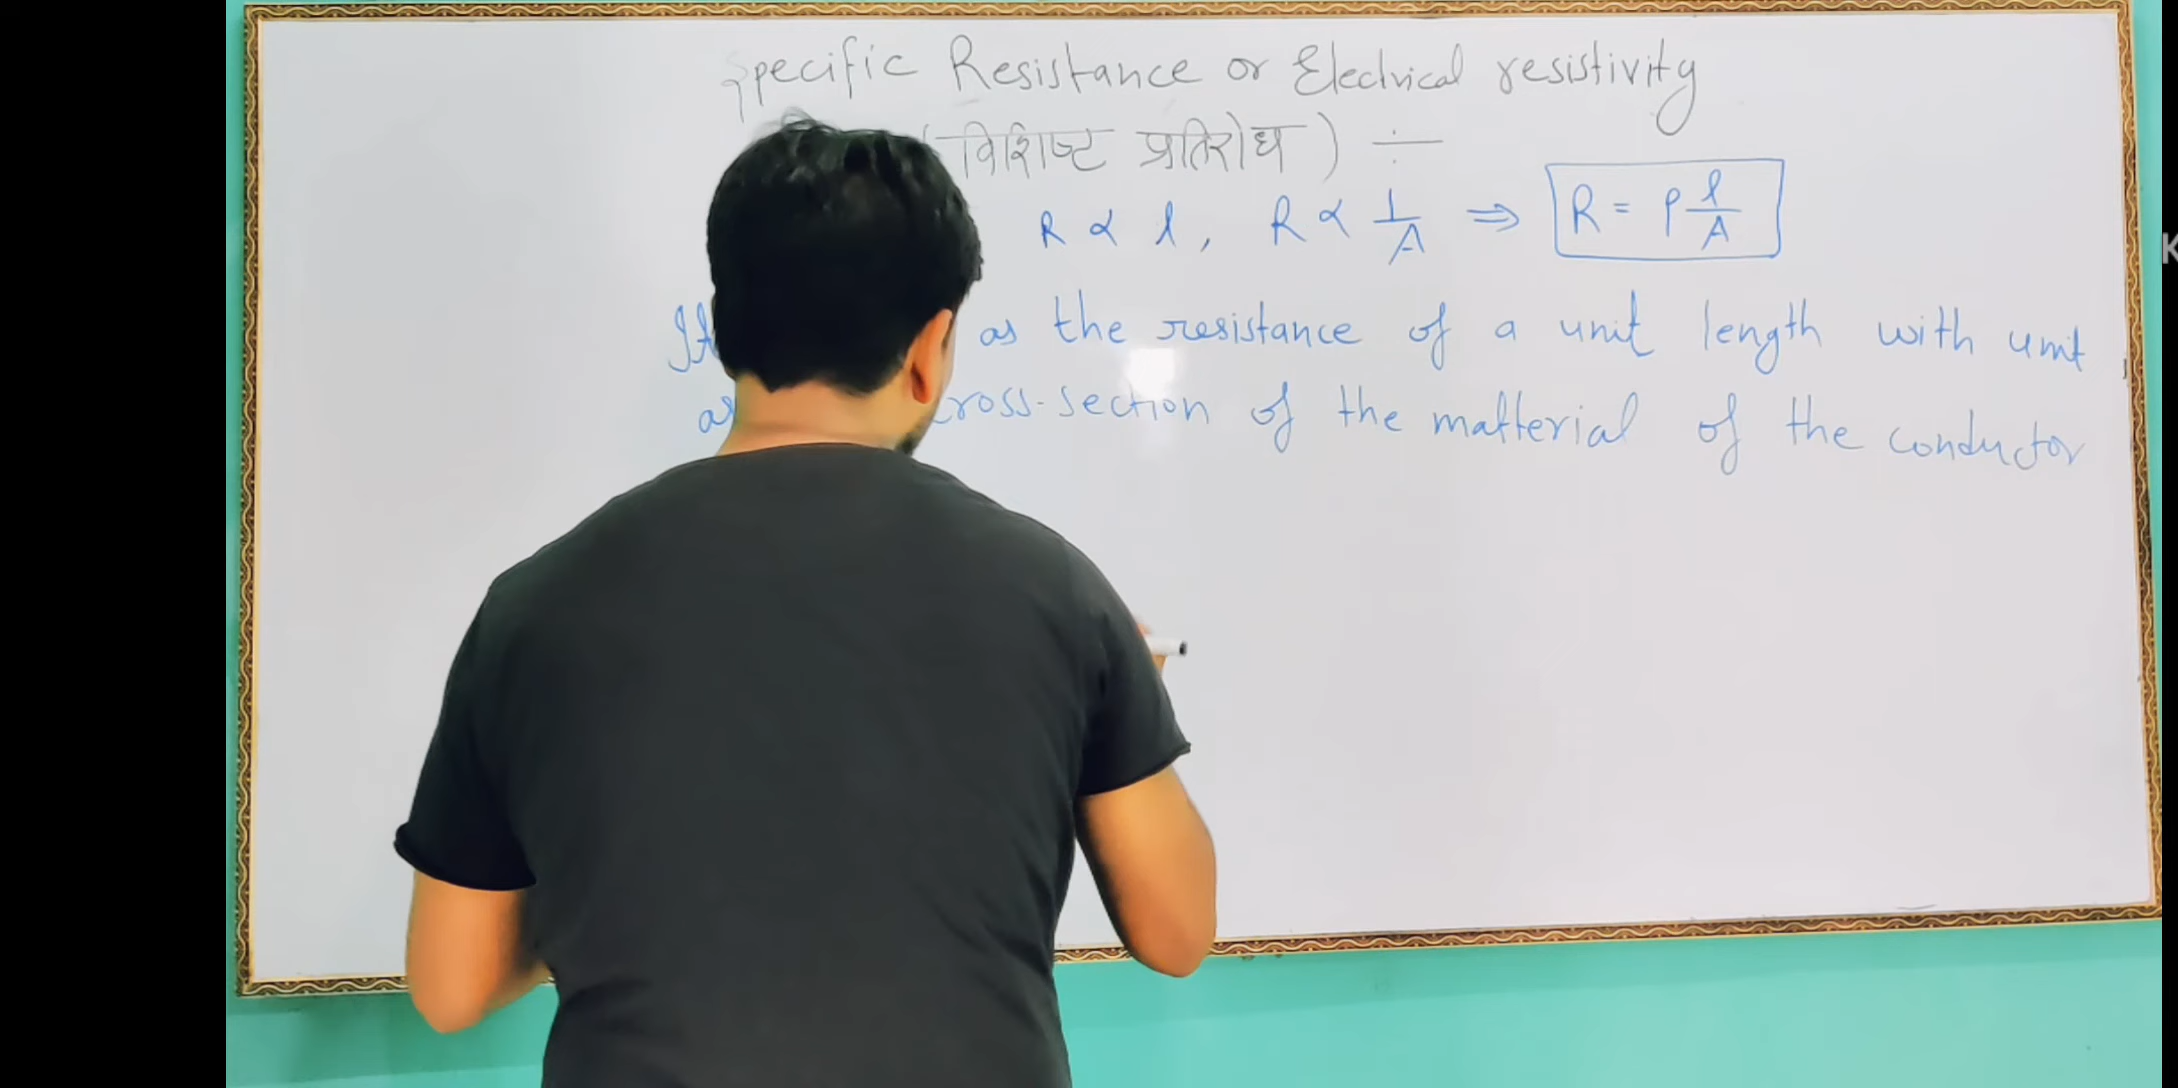 Specific Resistance or Electrical resistivity
(विशिष्ट प्रतिरोध) ÷
R ∝ l, R ∝ 1/A ⇒ R = ρ l/A
as the resistance of a unit length with unit
cross-section of the matterial of the conductor
K